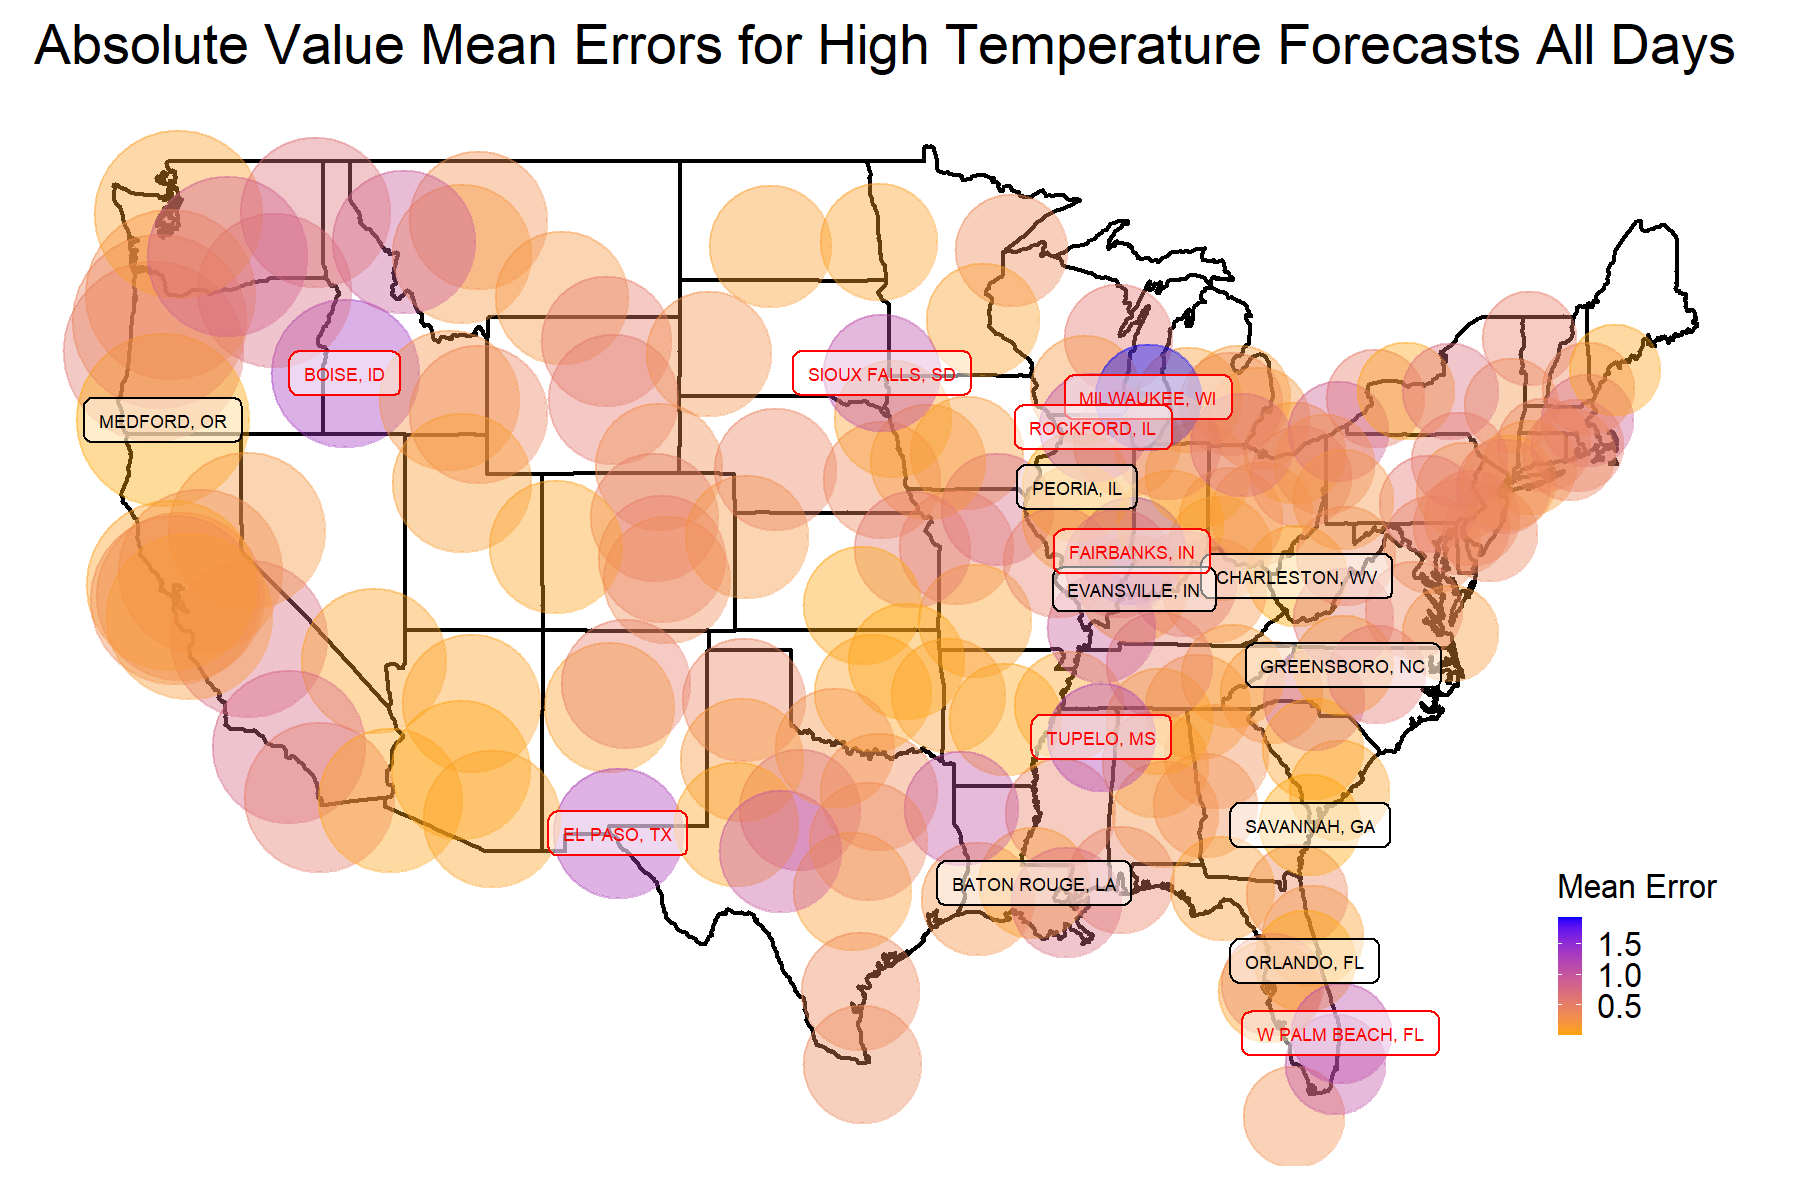 Absolute Value Mean Errors for High Temperature Forecasts All Days
BOISE, ID
SIOUX FALLS, SD
MILWAUKEE, WI
MEDFORD, OR
ROCKFORD, IL
PEORIA, IL
FAIRBANKS, IN
CHARLESTON, WV
EVANSVILLE, IN
GREENSBORO, NC
TUPELO, MS
SAVANNAH, GA
EL PASO, TX
BATON ROUGE, LA
Mean Error
1.5
1.0
0.5
ORLANDO, FL
W PALM BEACH, FL